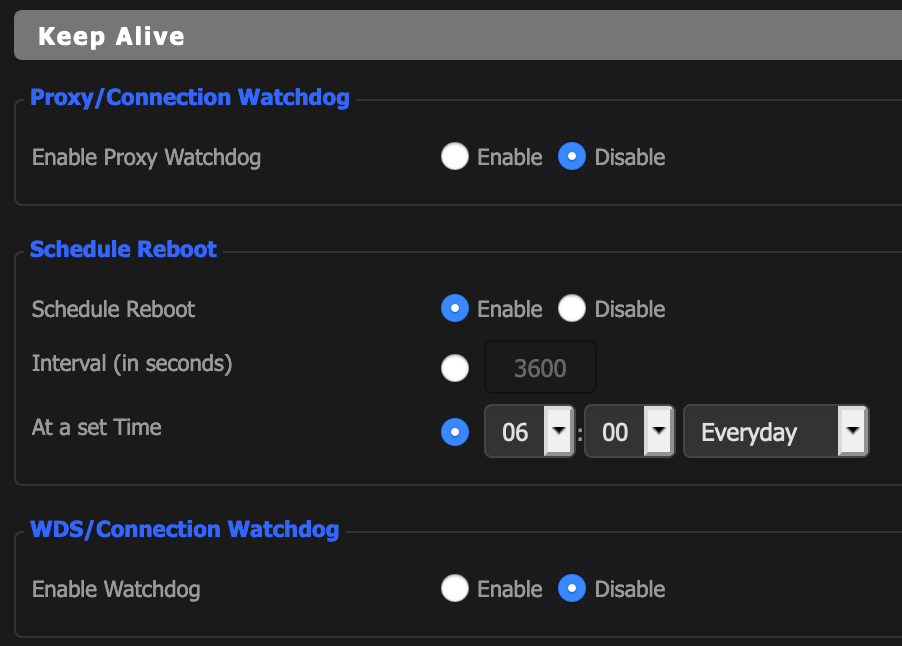 Keep Alive
Proxy/Connection Watchdog
Enable Proxy Watchdog Enable Disable
Schedule Reboot
Schedule Reboot Enable Disable
Interval (in seconds) 3600
At a set Time 06 : 00 Everyday
WDS/Connection Watchdog
Enable Watchdog Enable Disable